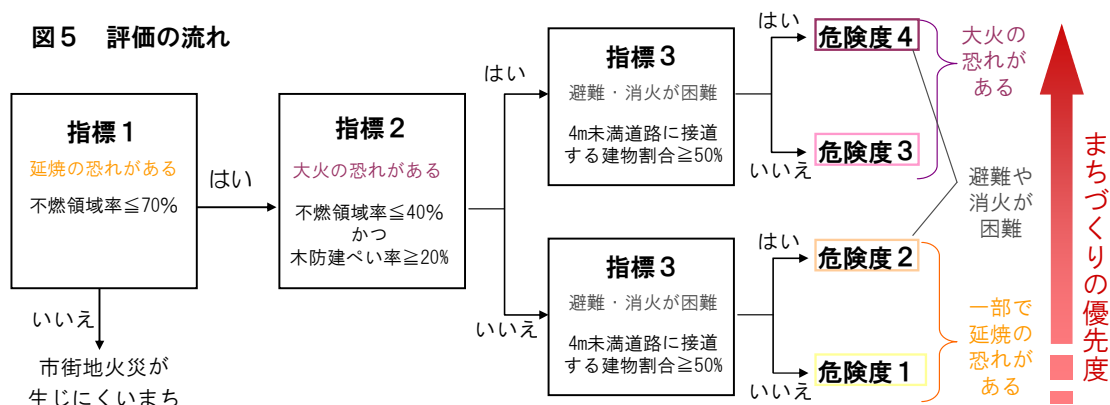 図5 評価の流れ
指標1
延焼の恐れがある
不燃領域率≦70%
はい
いいえ
市街地火災が
生じにくいまち
指標2
大火の恐れがある
不燃領域率≦40%
かつ
木防建ぺい率≧20%
はい
指標3
避難・消火が困難
4m未満道路に接道
する建物割合≧50%
はい
危険度4
いいえ
危険度3
大火の
恐れが
ある
いいえ
指標3
避難・消火が困難
4m未満道路に接道
する建物割合≧50%
はい
危険度2
いいえ
危険度1
避難や
消火が
困難
一部で
延焼の
恐れが
ある
まちづくりの優先度